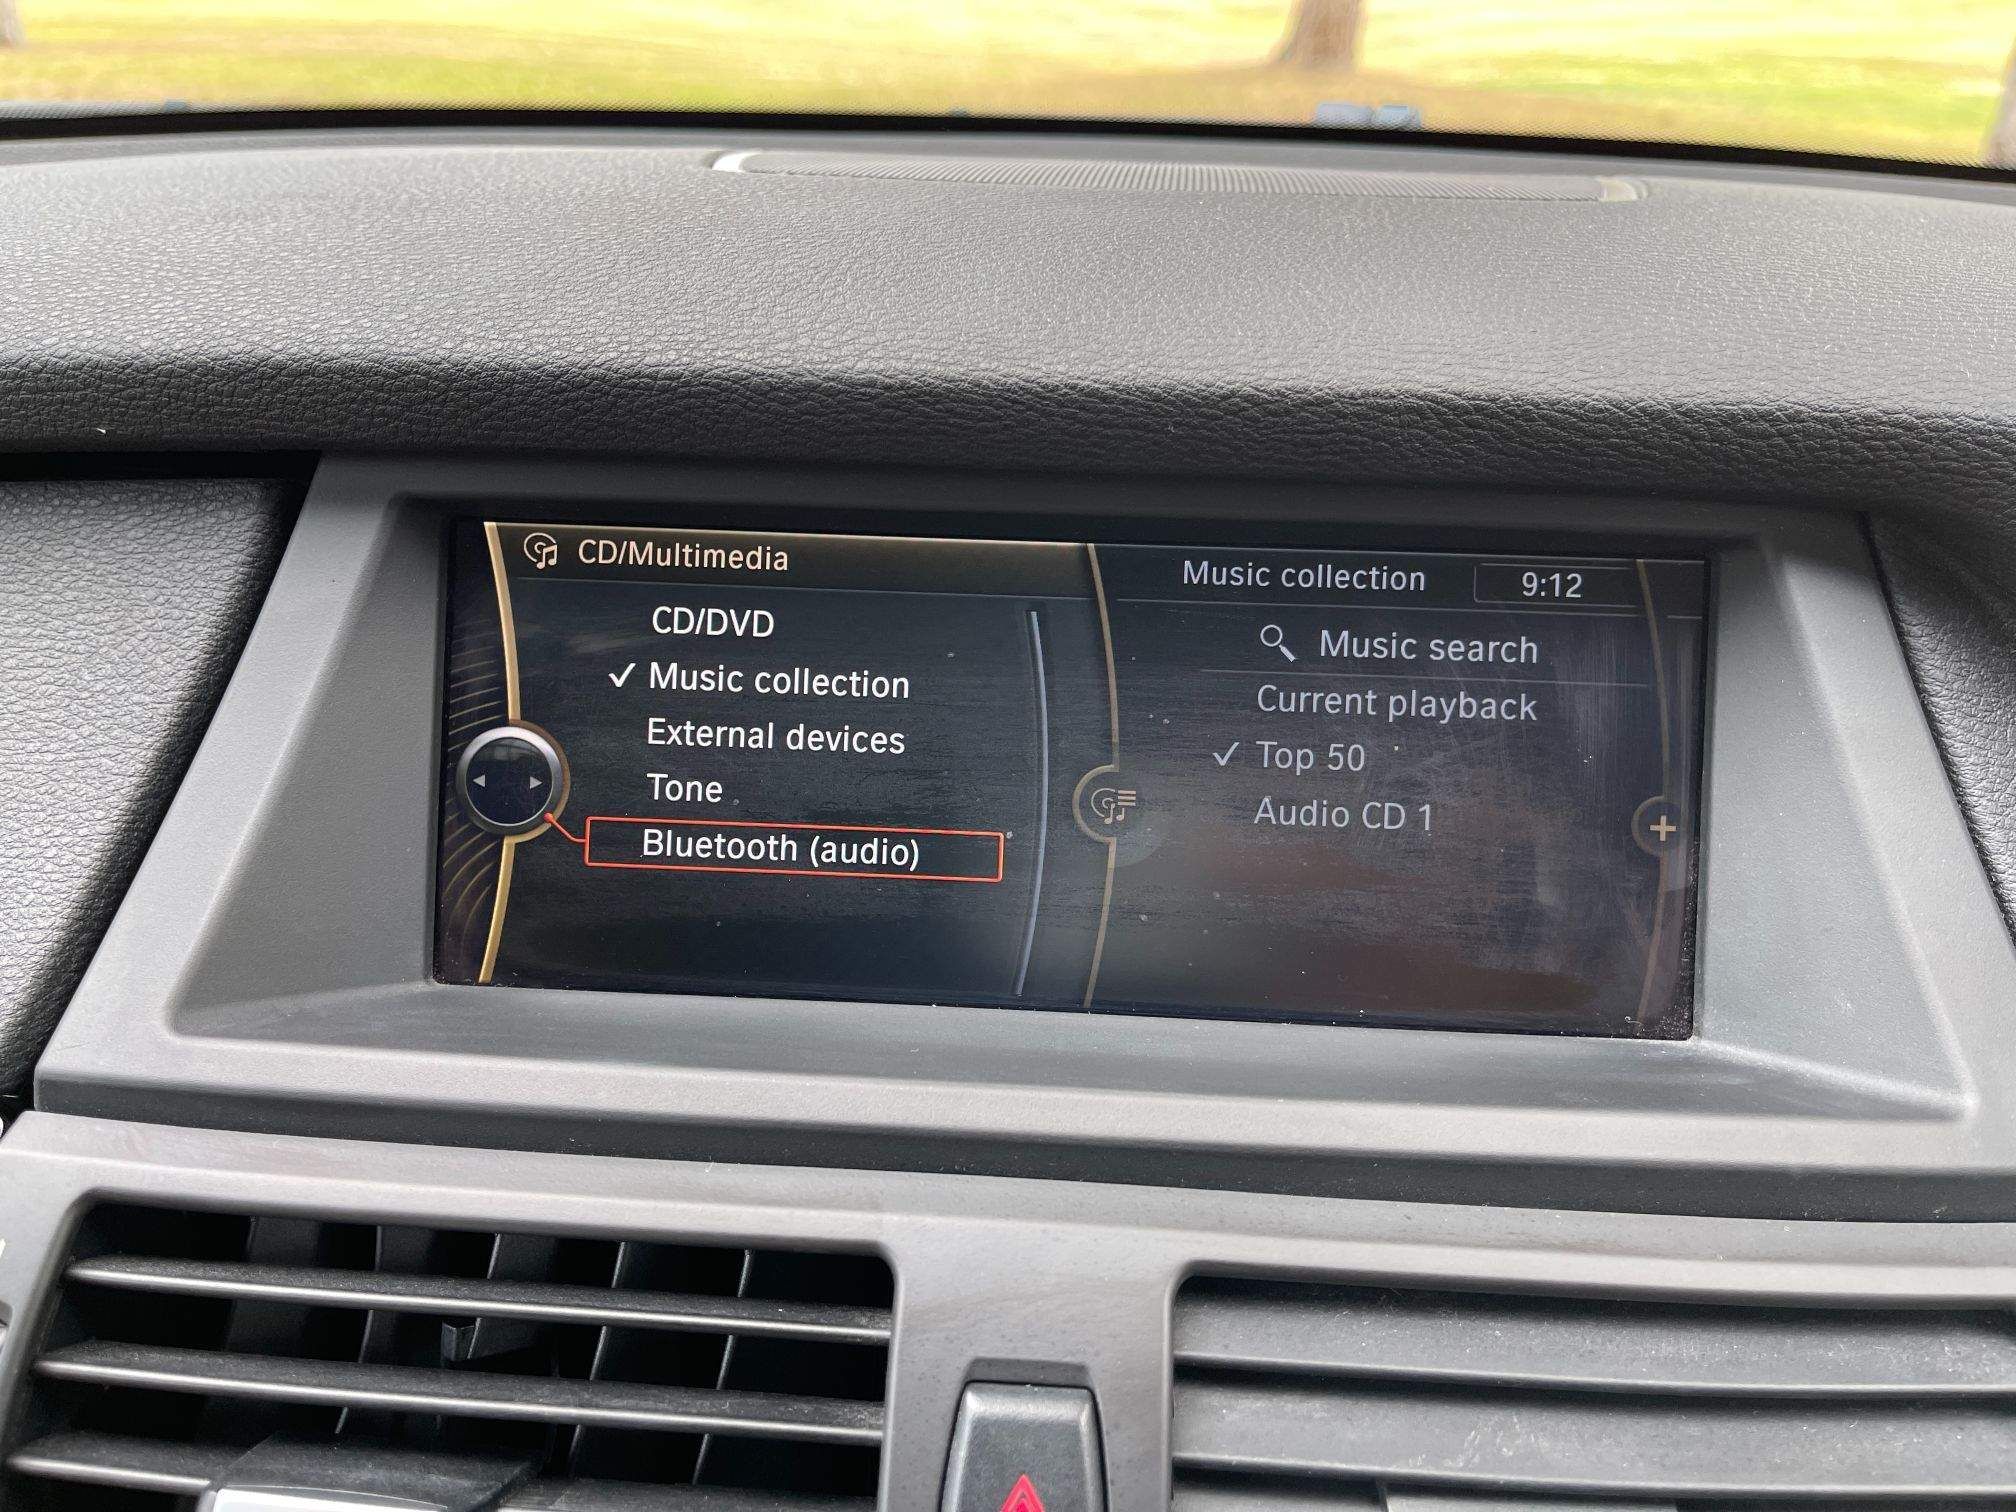 CD/Multimedia
CD/DVD
✓ Music collection
External devices
Tone
Bluetooth (audio)
Music collection
9:12
Music search
Current playback
✓ Top 50
Audio CD 1
+